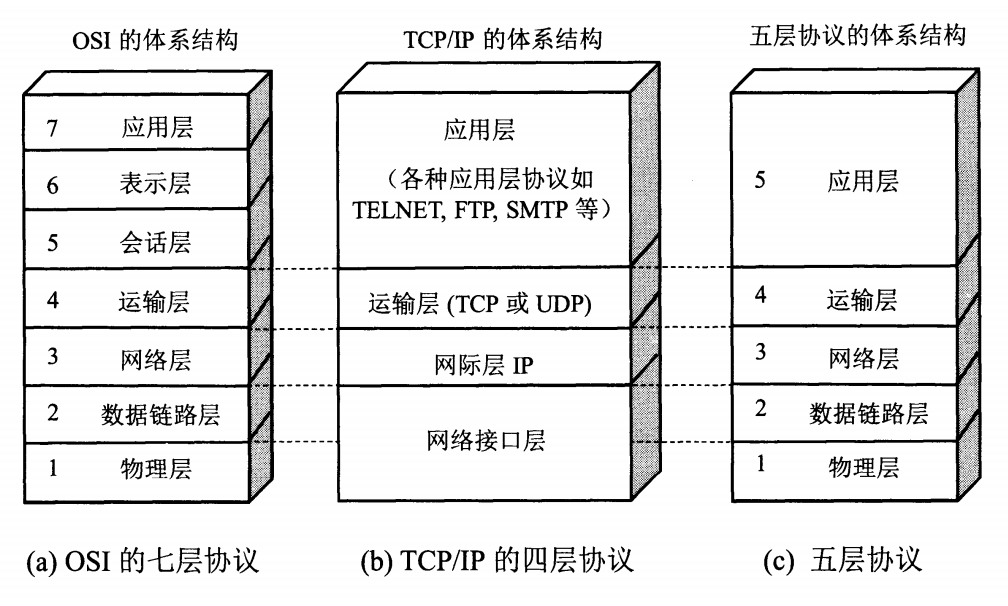 OSI 的体系结构
7 应用层
6 表示层
5 会话层
4 运输层
3 网络层
2 数据链路层
1 物理层
(a) OSI 的七层协议
TCP/IP 的体系结构
应用层
（各种应用层协议如
TELNET, FTP, SMTP 等）
运输层 (TCP 或 UDP)
网际层 IP
网络接口层
(b) TCP/IP 的四层协议
五层协议的体系结构
5 应用层
4 运输层
3 网络层
2 数据链路层
1 物理层
(c) 五层协议